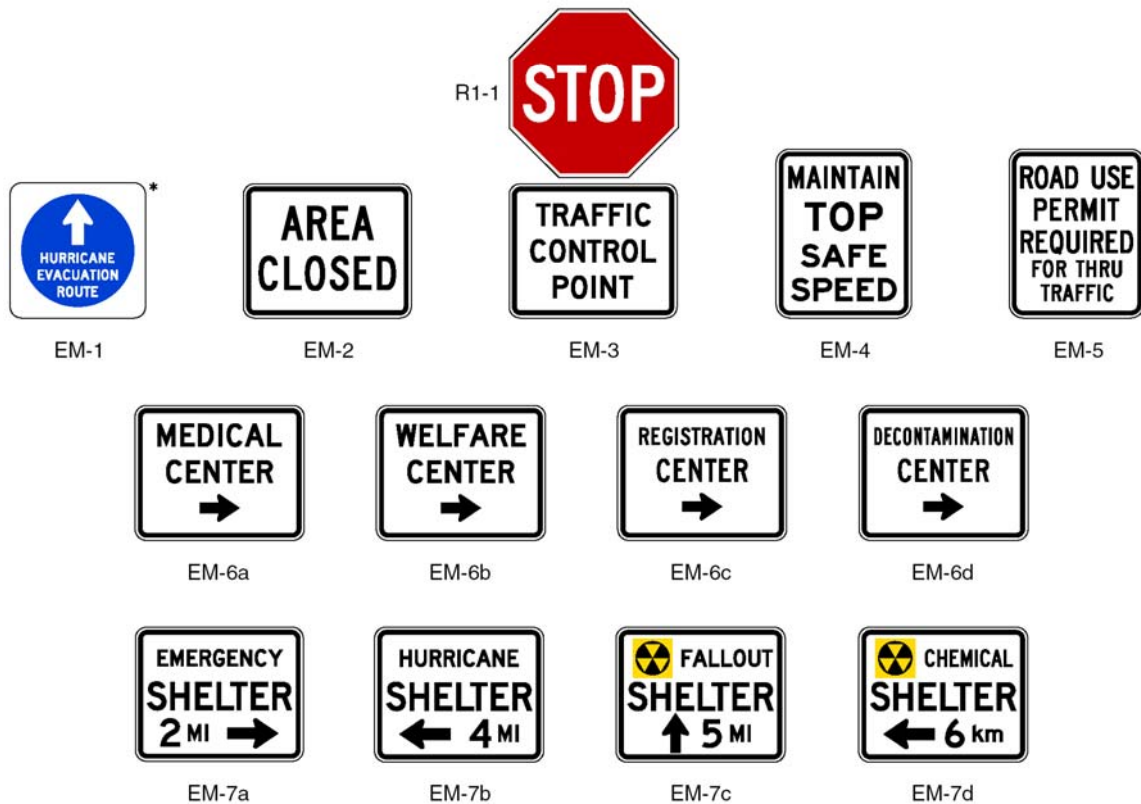 R1-1
STOP
*
HURRICANE
EVACUATION
ROUTE
EM-1
AREA
CLOSED
EM-2
TRAFFIC
CONTROL
POINT
EM-3
MAINTAIN
TOP
SAFE
SPEED
EM-4
ROAD USE
PERMIT
REQUIRED
FOR THRU
TRAFFIC
EM-5
MEDICAL
CENTER
EM-6a
WELFARE
CENTER
EM-6b
REGISTRATION
CENTER
EM-6c
DECONTAMINATION
CENTER
EM-6d
EMERGENCY
SHELTER
2 MI
EM-7a
HURRICANE
SHELTER
4 MI
EM-7b
FALLOUT
SHELTER
5 MI
EM-7c
CHEMICAL
SHELTER
6 km
EM-7d